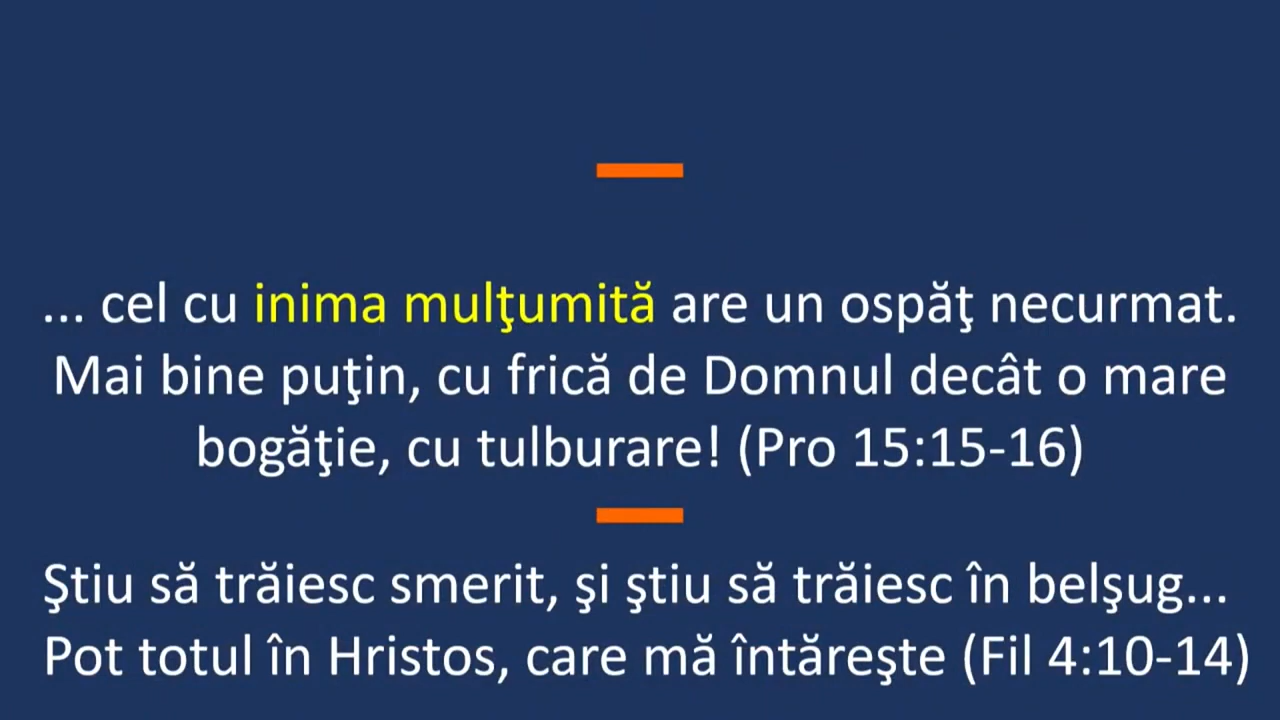 ... cel cu inima mulţumită are un ospăţ necurmat.
Mai bine puţin, cu frică de Domnul decât o mare
bogăţie, cu tulburare! (Pro 15:15-16)
Ştiu să trăiesc smerit, şi ştiu să trăiesc în belşug...
Pot totul în Hristos, care mă întăreşte (Fil 4:10-14)